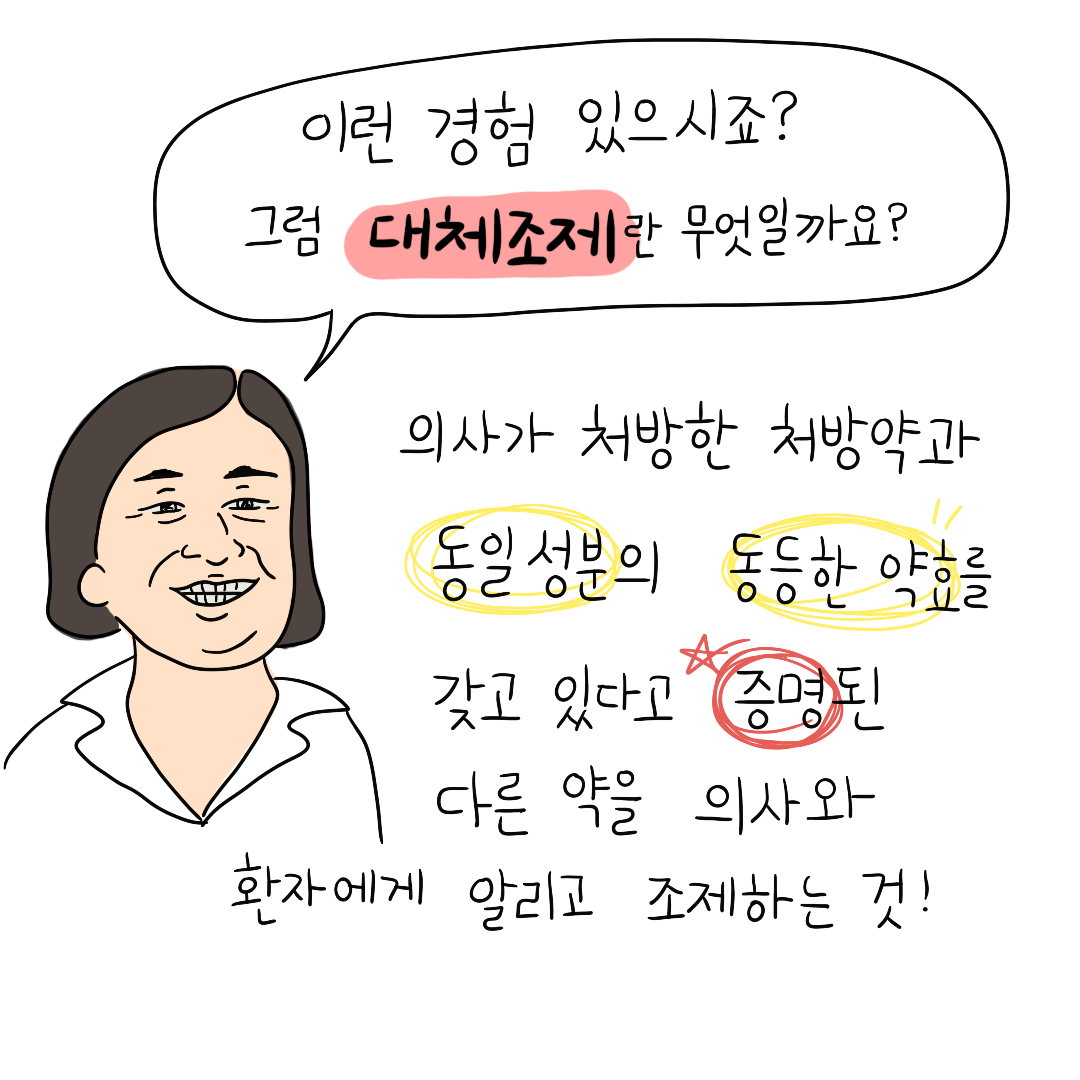 이런 경험 있으시죠?
그럼 대체조제란 무엇일까요?
의사가 처방한 처방약과
동일성분의 동등한 약효를
갖고 있다고 증명된
다른 약을 의사와
환자에게 알리고 조제하는 것!